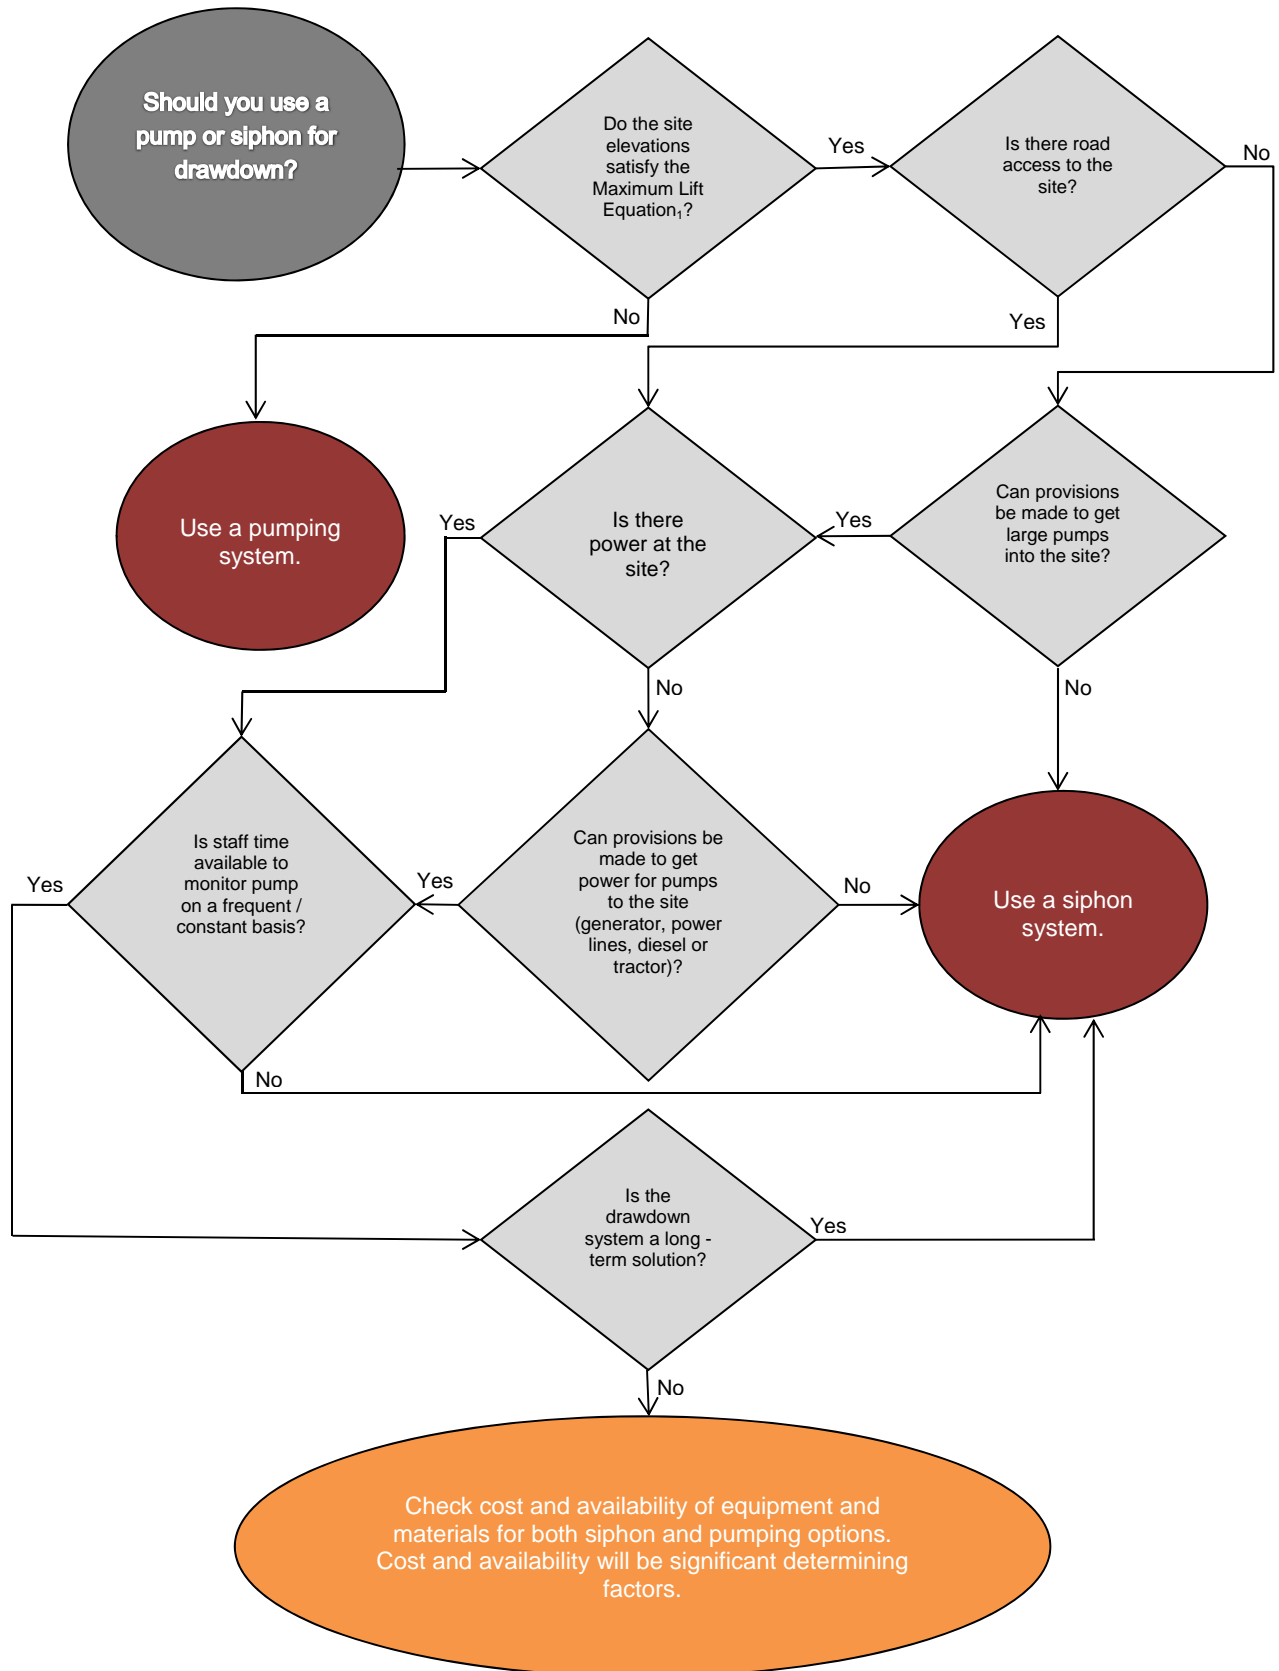 Should you use a
pump or siphon for
drawdown?
Do the site
elevations
satisfy the
Maximum Lift
Equation₁?
Yes
Is there road
access to the
site?
No
No
Yes
Use a pumping
system.
Yes
Is there
power at the
site?
Yes
Can provisions
be made to get
large pumps
into the site?
No
No
Yes
Is staff time
available to
monitor pump
on a frequent /
constant basis?
Yes
Can provisions be
made to get
power for pumps
to the site
(generator, power
lines, diesel or
tractor)?
No
Use a siphon
system.
No
Is the
drawdown
system a long -
term solution?
Yes
No
Check cost and availability of equipment and
materials for both siphon and pumping options.
Cost and availability will be significant determining
factors.